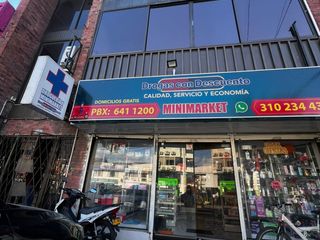 Drogas con Descuento
CALIDAD, SERVICIO Y ECONOMÍA
DOMICILIOS GRATIS
PBX: 641 1200
MINIMARKET
310 234 43